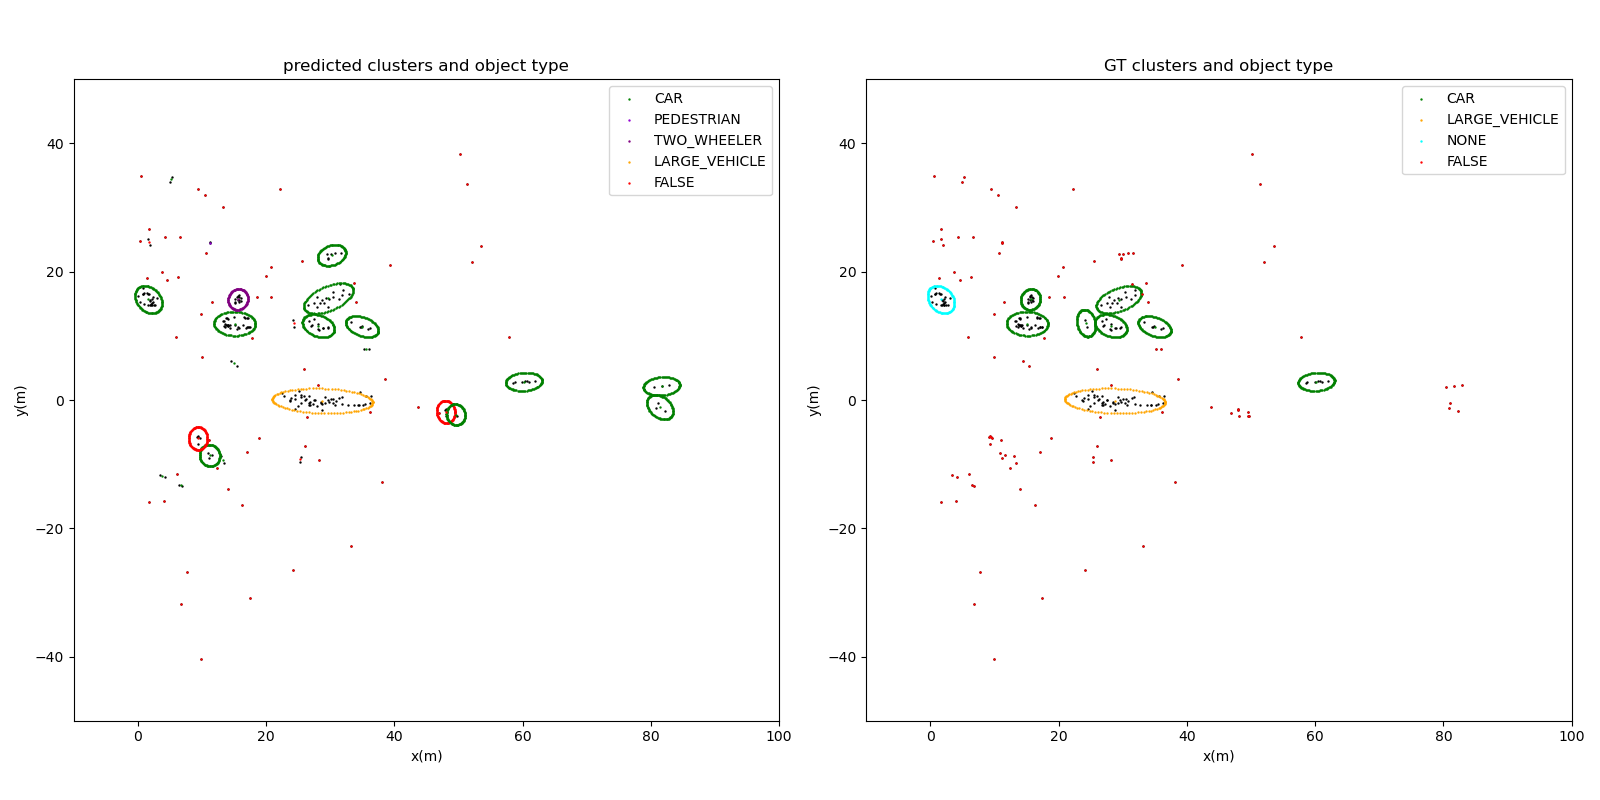 predicted clusters and object type
CAR
PEDESTRIAN
TWO_WHEELER
LARGE_VEHICLE
FALSE
40
20
0
−20
−40
y(m)
0 20 40 60 80 100
x(m)
GT clusters and object type
CAR
LARGE_VEHICLE
NONE
FALSE
40
20
0
−20
−40
y(m)
0 20 40 60 80 100
x(m)